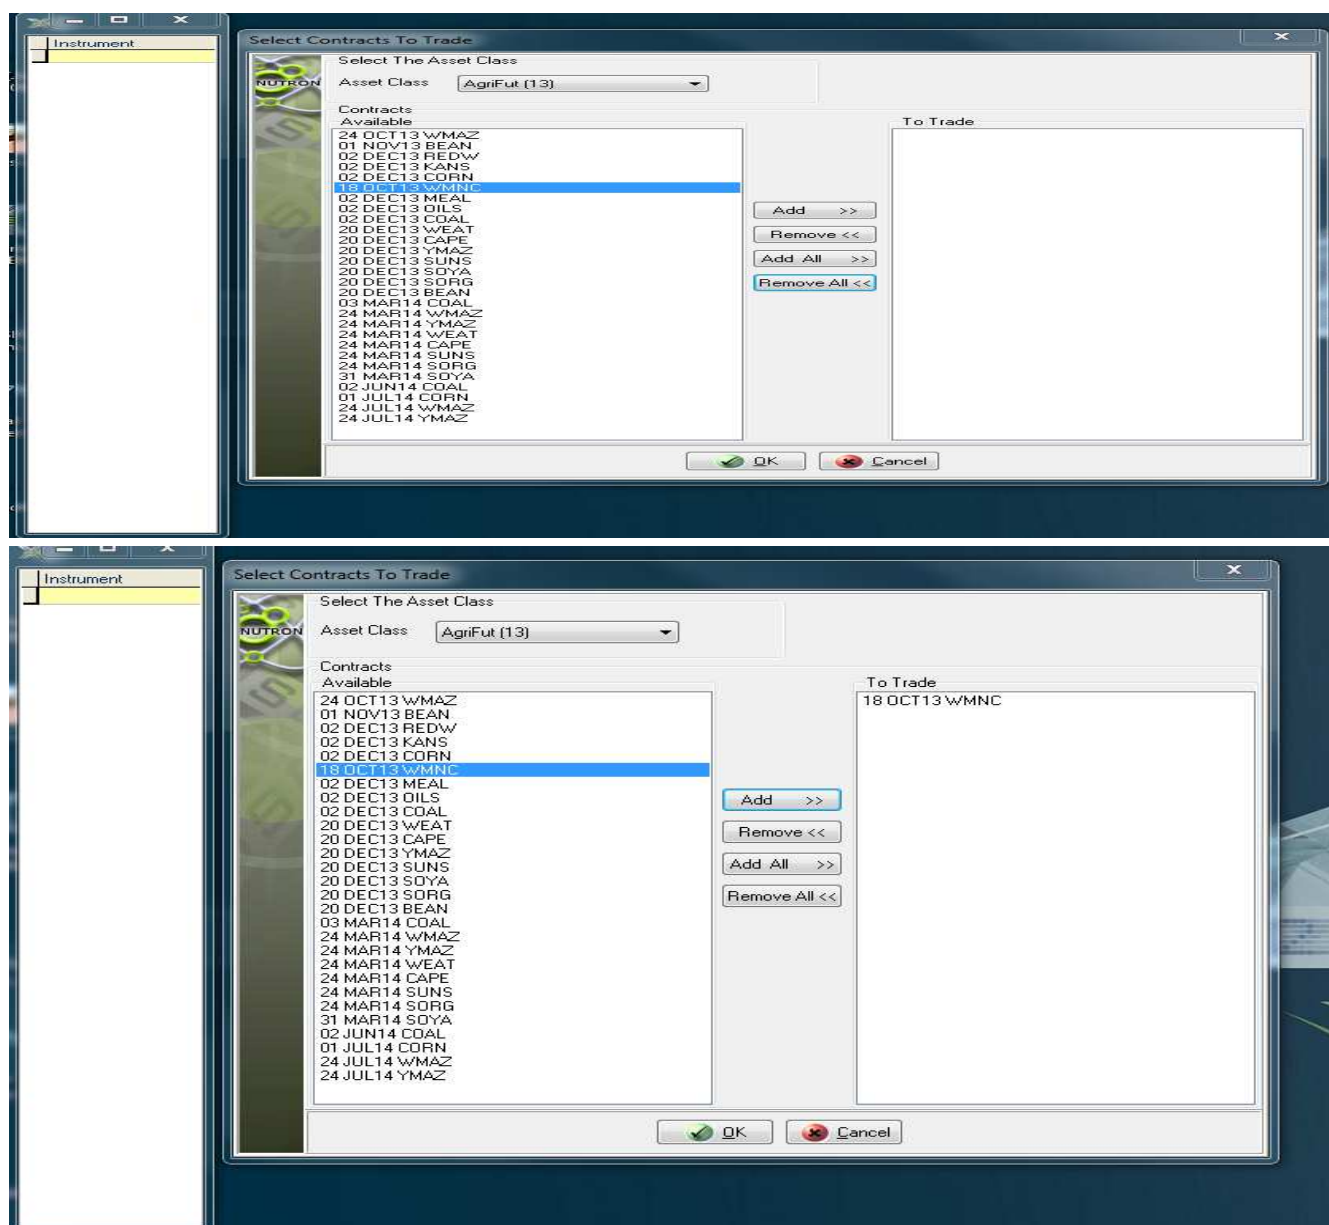 Instrument
Select Contracts To Trade
Select The Asset Class
NUTRON
Asset Class AgriFut (13)
Contracts
Available
To Trade
24 OCT13 WMAZ
01 NOV13 BEAN
02 DEC13 REDW
02 DEC13 KANS
02 DEC13 CORN
18 OCT13 WMNC
02 DEC13 MEAL
02 DEC13 OILS
02 DEC13 COAL
20 DEC13 WEAT
20 DEC13 CAPE
20 DEC13 YMAZ
20 DEC13 SUNS
20 DEC13 SOYA
20 DEC13 SORG
20 DEC13 BEAN
03 MAR14 COAL
24 MAR14 WMAZ
24 MAR14 YMAZ
24 MAR14 WEAT
24 MAR14 CAPE
24 MAR14 SUNS
24 MAR14 SORG
31 MAR14 SOYA
02 JUN14 COAL
01 JUL14 CORN
24 JUL14 WMAZ
24 JUL14 YMAZ
Add >>
Remove <<
Add All >>
Remove All <<
OK
Cancel
Instrument
Select Contracts To Trade
Select The Asset Class
NUTRON
Asset Class AgriFut (13)
Contracts
Available
To Trade
24 OCT13 WMAZ
01 NOV13 BEAN
02 DEC13 REDW
02 DEC13 KANS
02 DEC13 CORN
18 OCT13 WMNC
02 DEC13 MEAL
02 DEC13 OILS
02 DEC13 COAL
20 DEC13 WEAT
20 DEC13 CAPE
20 DEC13 YMAZ
20 DEC13 SUNS
20 DEC13 SOYA
20 DEC13 SORG
20 DEC13 BEAN
03 MAR14 COAL
24 MAR14 WMAZ
24 MAR14 YMAZ
24 MAR14 WEAT
24 MAR14 CAPE
24 MAR14 SUNS
24 MAR14 SORG
31 MAR14 SOYA
02 JUN14 COAL
01 JUL14 CORN
24 JUL14 WMAZ
24 JUL14 YMAZ
Add >>
Remove <<
Add All >>
Remove All <<
18 OCT13 WMNC
OK
Cancel